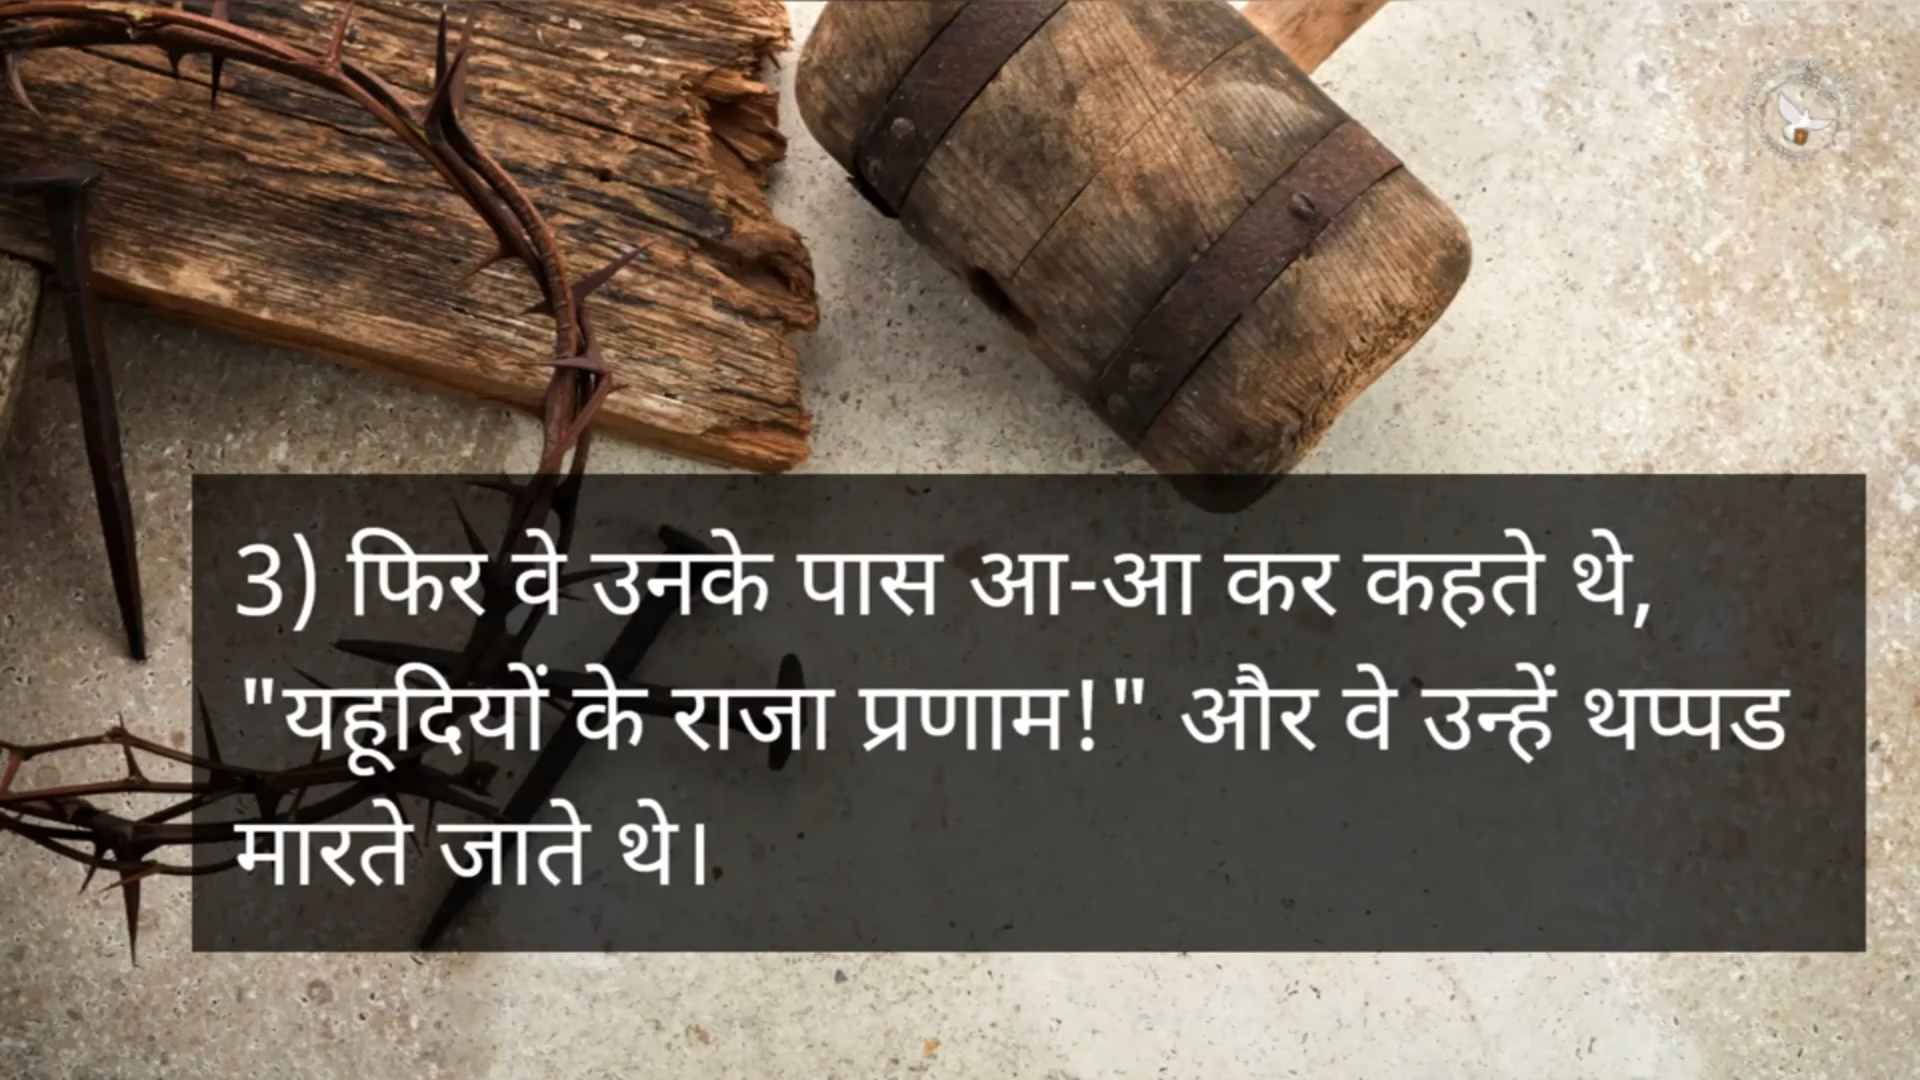 3) फिर वे उनके पास आ-आ कर कहते थे,
"यहूदियों के राजा प्रणाम!" और वे उन्हें थप्पड
मारते जाते थे।